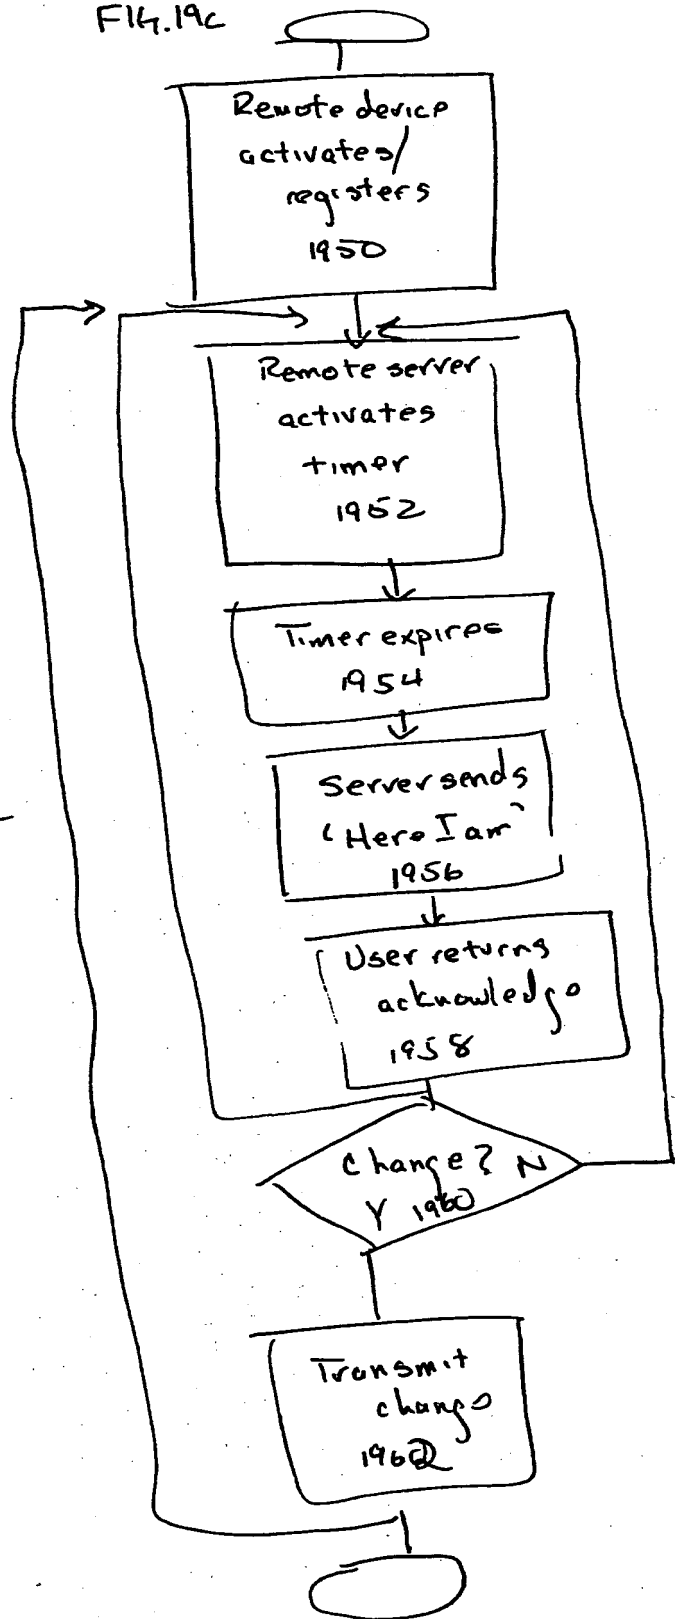 FIG.19c
Remote device
activates/
registers
1950
Remote server
activates
timer
1952
Timer expires
1954
Server sends
'Here I am'
1956
User returns
acknowledge
1958
Change? N
Y 1960
Transmit
change
1962